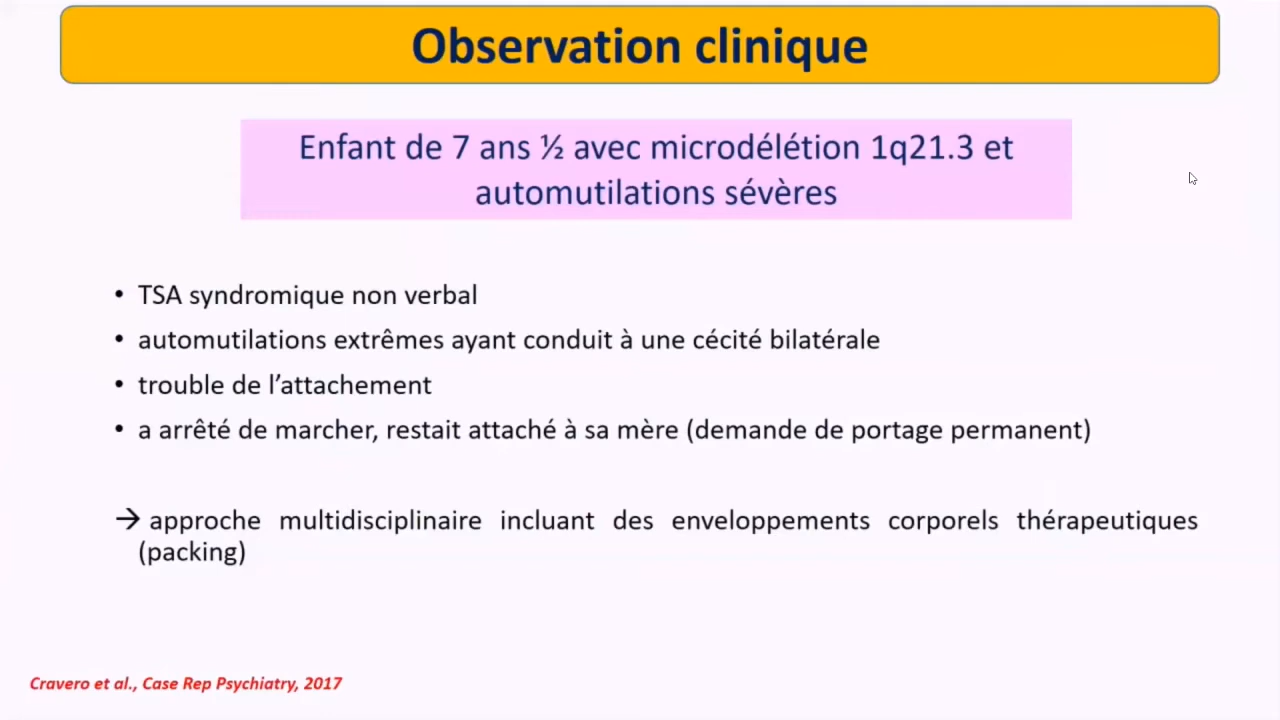 Observation clinique
Enfant de 7 ans ½ avec microdélétion 1q21.3 et
automutilations sévères
• TSA syndromique non verbal
• automutilations extrêmes ayant conduit à une cécité bilatérale
• trouble de l’attachement
• a arrêté de marcher, restait attaché à sa mère (demande de portage permanent)
→ approche multidisciplinaire incluant des enveloppements corporels thérapeutiques
(packing)
Cravero et al., Case Rep Psychiatry, 2017